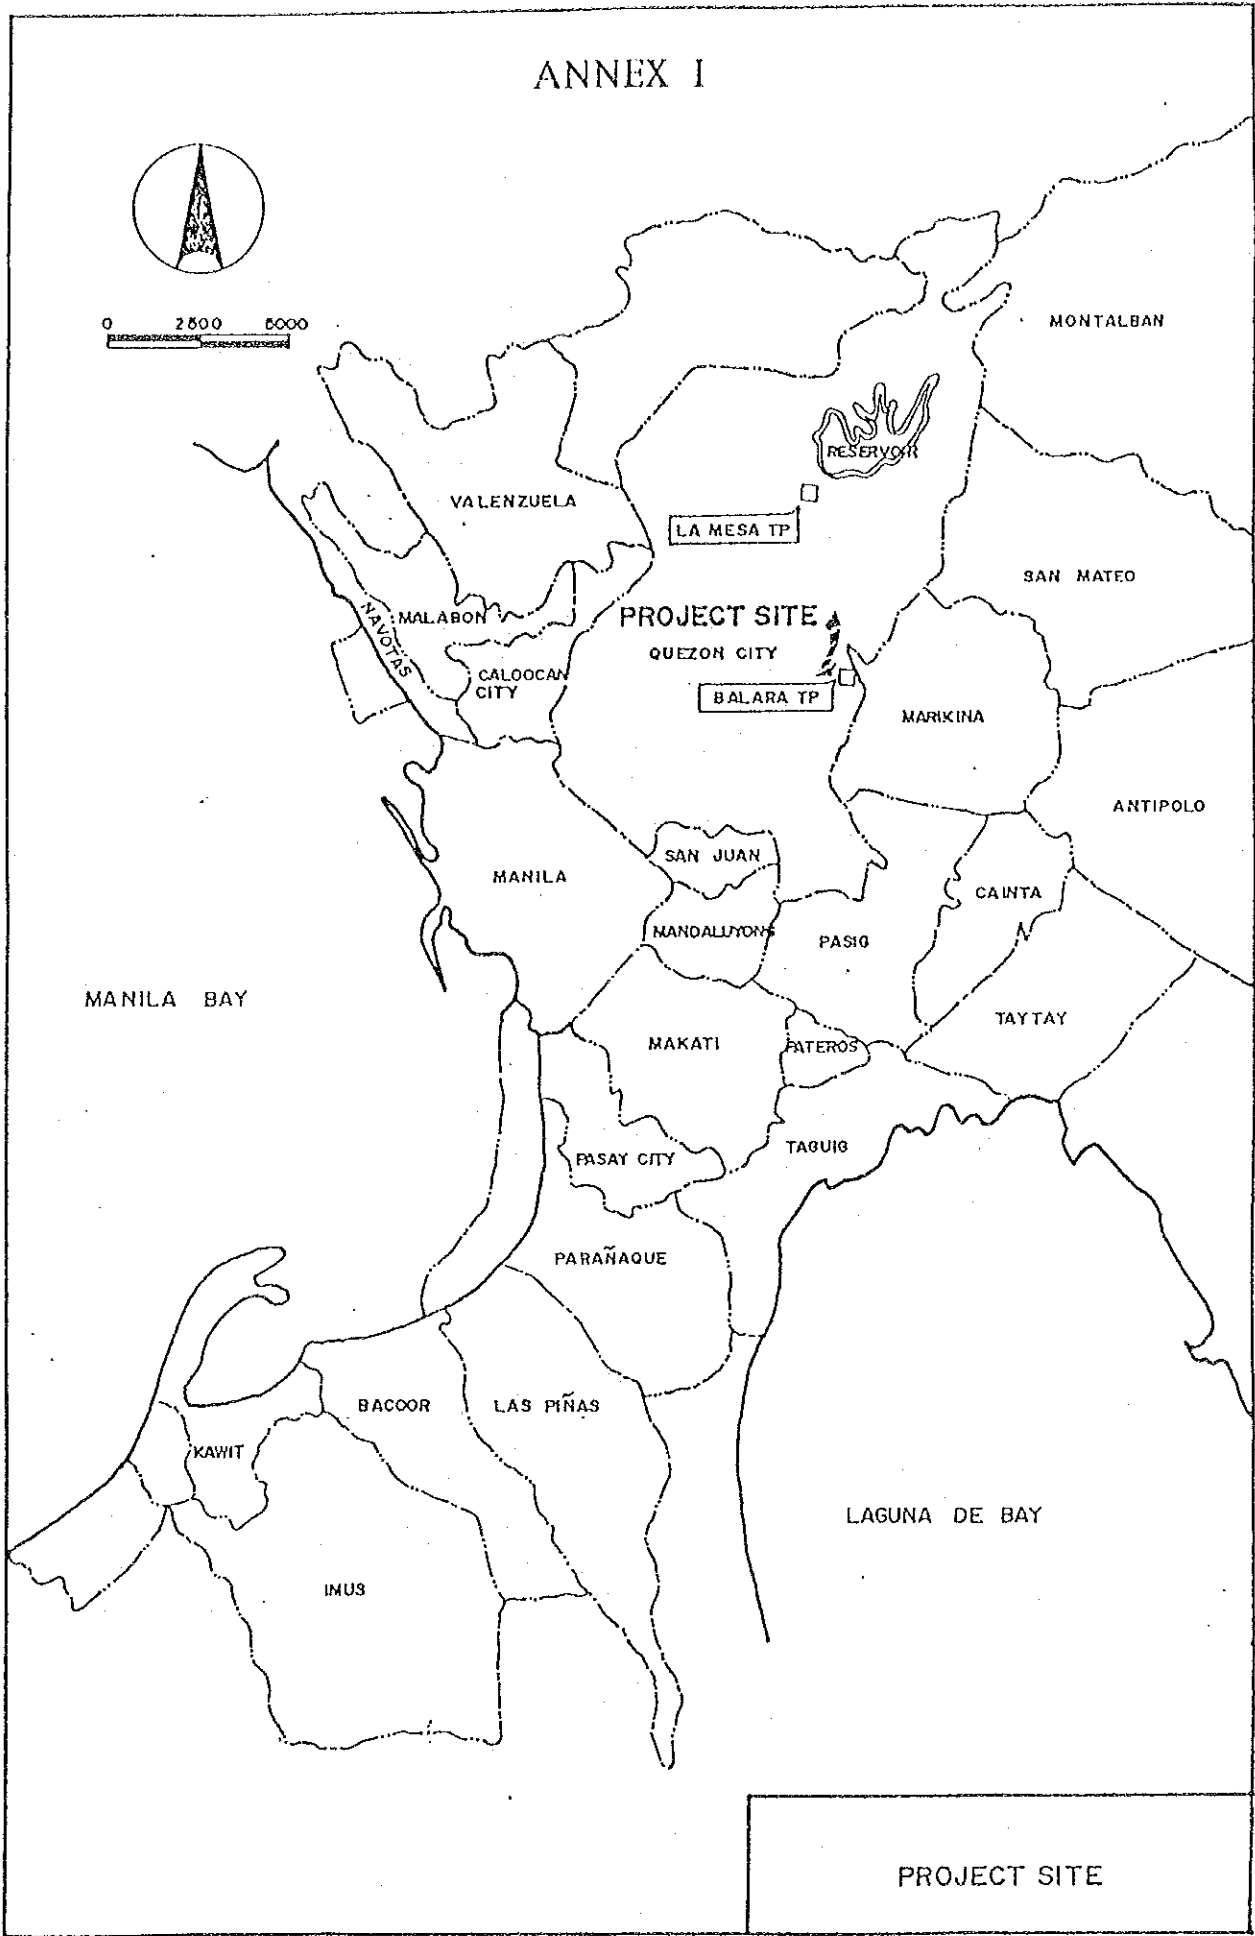 ANNEX I
0 2500 5000
MONTALBAN
RESERVOIR
VALENZUELA
LA MESA TP
SAN MATEO
MALABON
NAVOTAS
PROJECT SITE
QUEZON CITY
CALOOCAN
CITY
BALARA TP
MARIKINA
ANTIPOLO
SAN JUAN
MANILA
CAINTA
MANDALUYONG
PASIG
MANILA BAY
TAYTAY
MAKATI
PATEROS
TAGUIG
PASAY CITY
PARAÑAQUE
BACOOR
LAS PIÑAS
KAWIT
LAGUNA DE BAY
IMUS
PROJECT SITE